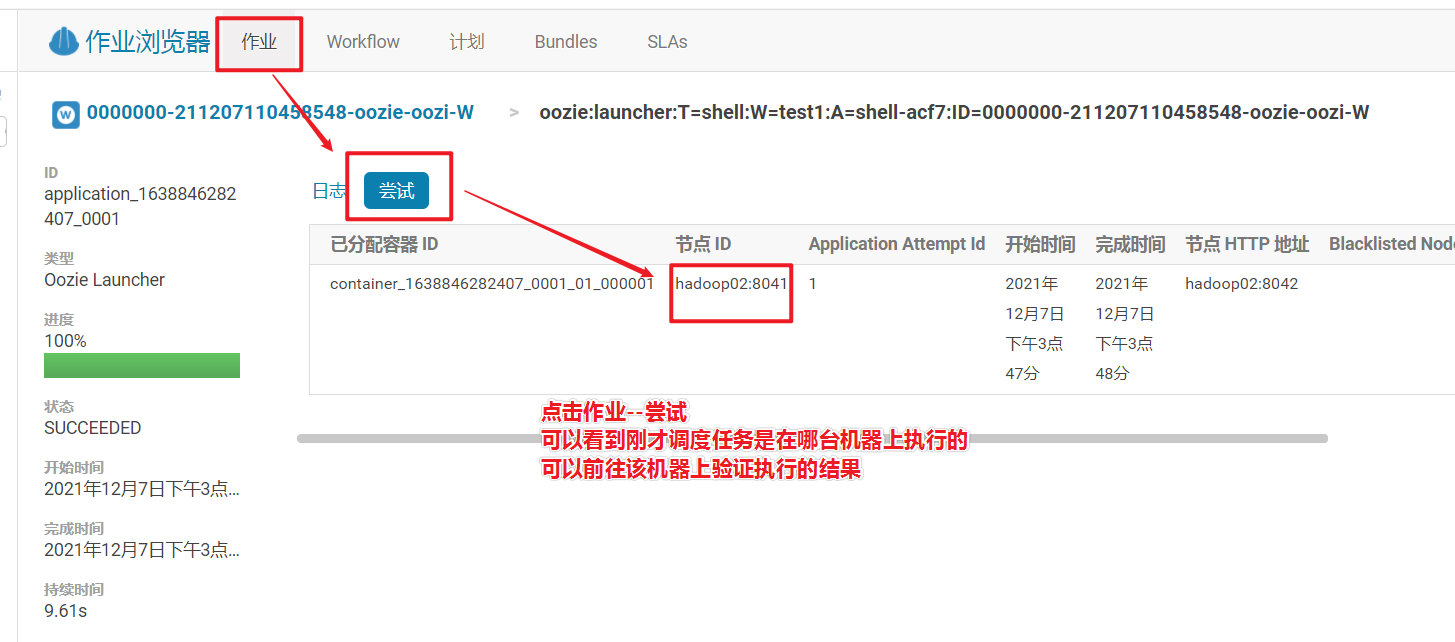 作业浏览器 作业 Workflow 计划 Bundles SLAs
0000000-211207110458548-oozie-oozi-W > oozie:launcher:T=shell:W=test1:A=shell-acf7:ID=0000000-211207110458548-oozie-oozi-W
ID
application_1638846282
407_0001
类型
Oozie Launcher
进度
100%
状态
SUCCEEDED
开始时间
2021年12月7日下午3点...
完成时间
2021年12月7日下午3点...
持续时间
9.61s
日志 尝试
已分配容器 ID 节点 ID Application Attempt Id 开始时间 完成时间 节点 HTTP 地址 Blacklisted Node
container_1638846282407_0001_01_000001 hadoop02:8041 1 2021年 2021年 hadoop02:8042
12月7日 12月7日
下午3点 下午3点
47分 48分
点击作业--尝试
可以看到刚才调度任务是在哪台机器上执行的
可以前往该机器上验证执行的结果